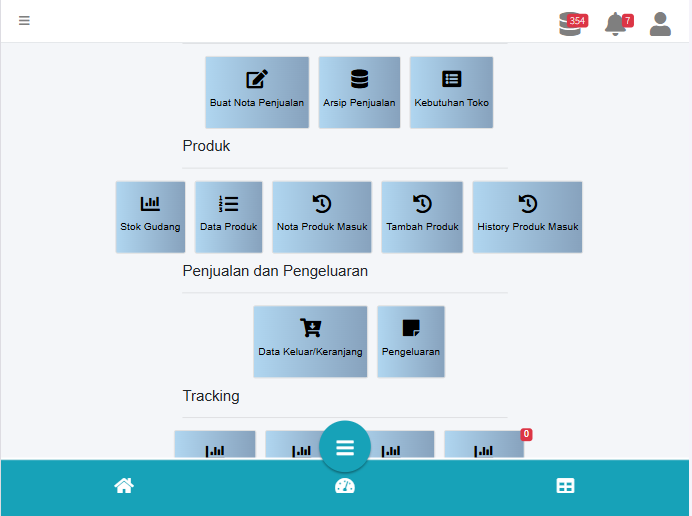 354
7
Buat Nota Penjualan
Arsip Penjualan
Kebutuhan Toko
Produk
Stok Gudang
Data Produk
Nota Produk Masuk
Tambah Produk
History Produk Masuk
Penjualan dan Pengeluaran
Data Keluar/Keranjang
Pengeluaran
Tracking
0